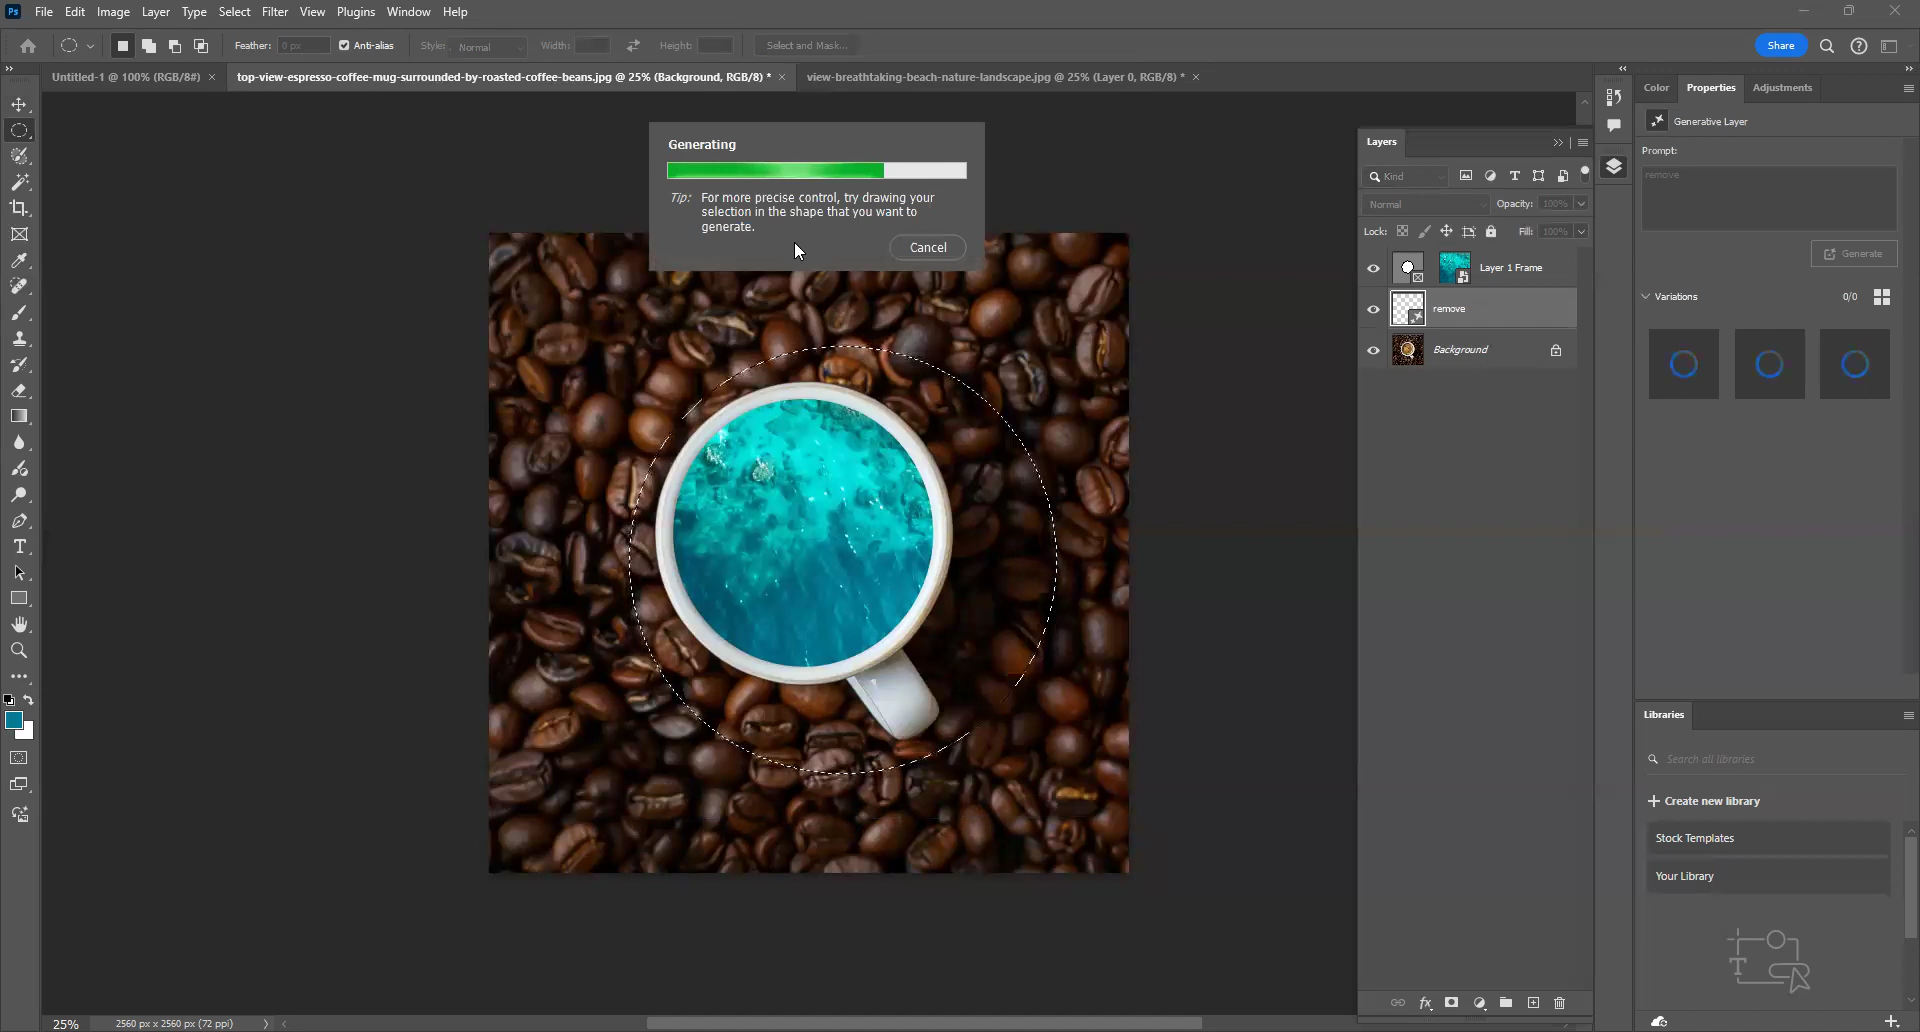 Ps File Edit Image Layer Type Select Filter View Plugins Window Help
Feather: 0 px Anti-alias Style: Normal Width: Height: Select and Mask... Share
Untitled-1 @ 100% (RGB/8#) × top-view-espresso-coffee-mug-surrounded-by-roasted-coffee-beans.jpg @ 25% (Background, RGB/8) * × view-breathtaking-beach-nature-landscape.jpg @ 25% (Layer 0, RGB/8) * ×
Generating
Tip: For more precise control, try drawing your
selection in the shape that you want to
generate.
Cancel
Layers
Kind
Normal Opacity: 100%
Lock: Fill: 100%
Layer 1 Frame
remove
Background
Color Properties Adjustments
Generative Layer
Prompt:
remove
Generate
Variations 0/0
Libraries
Search all libraries
+ Create new library
Stock Templates
Your Library
25% 2560 px x 2560 px (72 ppi)